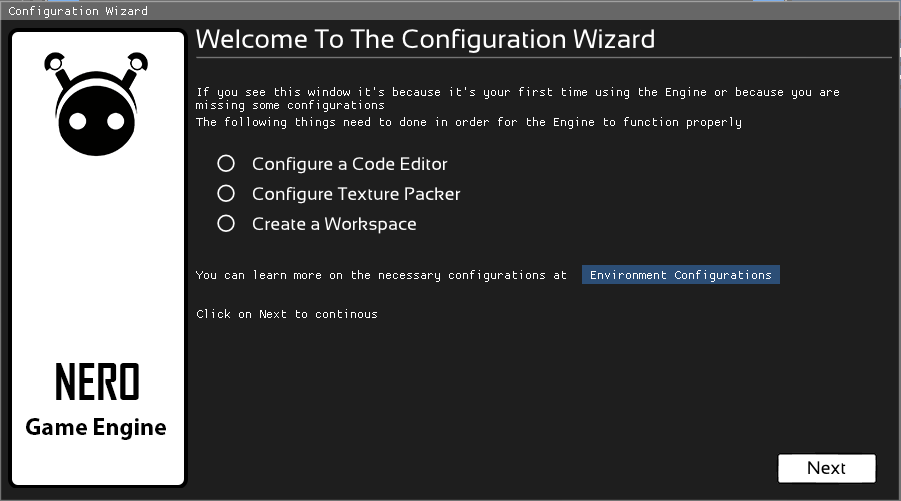 Configuration Wizard
Welcome To The Configuration Wizard
If you see this window it's because it's your first time using the Engine or because you are
missing some configurations
The following things need to done in order for the Engine to function properly
Configure a Code Editor
Configure Texture Packer
Create a Workspace
You can learn more on the necessary configurations at Environment Configurations
Click on Next to continous
NERO
Game Engine
Next